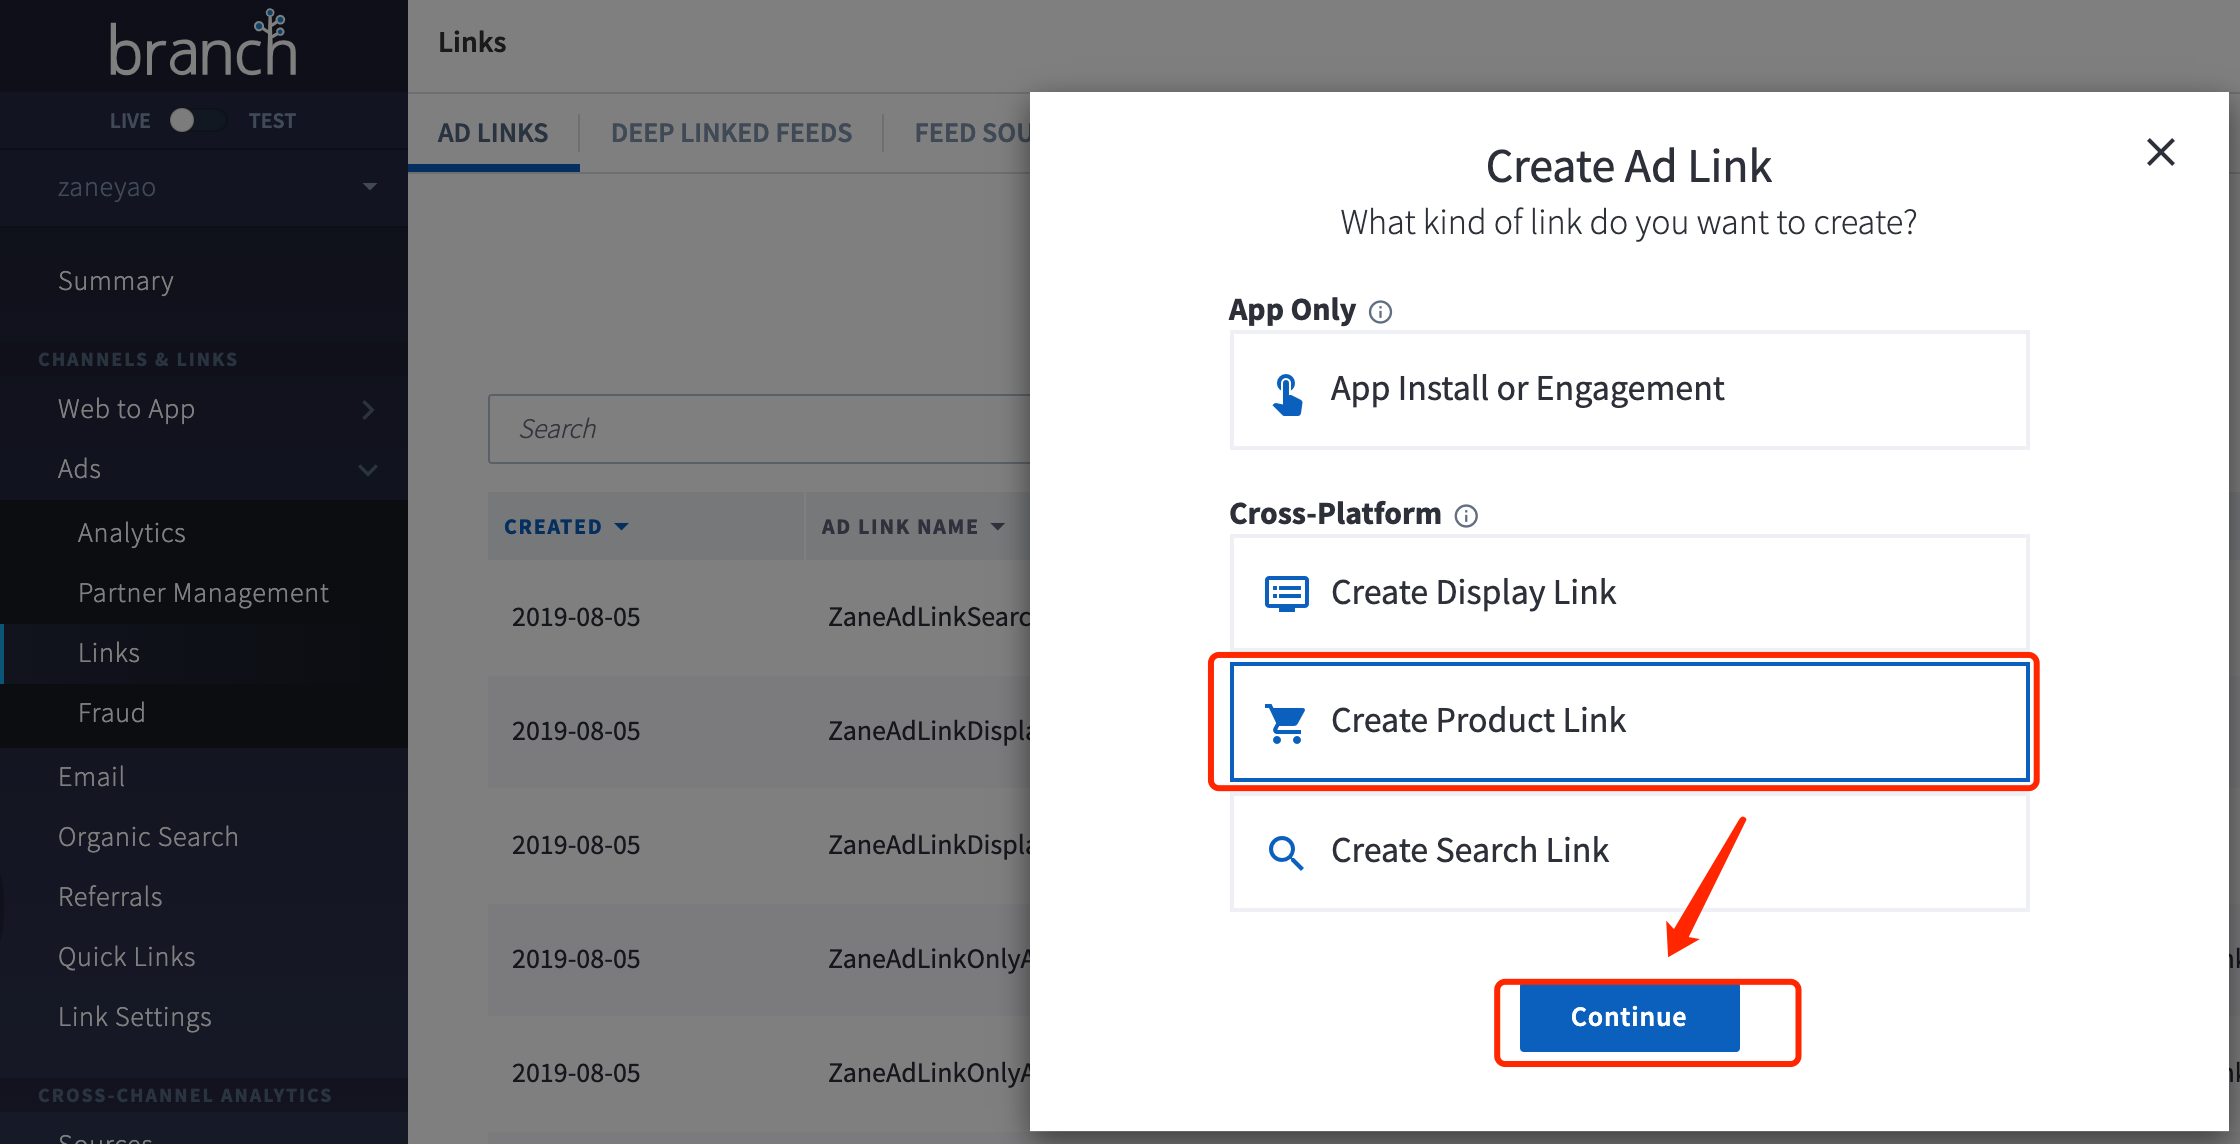 branch
LIVE TEST
zaneyao
Summary
CHANNELS & LINKS
Web to App
Ads
Analytics
Partner Management
Links
Fraud
Email
Organic Search
Referrals
Quick Links
Link Settings
CROSS-CHANNEL ANALYTICS
Sources
Links
AD LINKS DEEP LINKED FEEDS FEED SOU
Search
CREATED AD LINK NAME
2019-08-05 ZaneAdLinkSearc
2019-08-05 ZaneAdLinkDispla
2019-08-05 ZaneAdLinkDispla
2019-08-05 ZaneAdLinkOnlyA
2019-08-05 ZaneAdLinkOnlyA
Create Ad Link
What kind of link do you want to create?
App Only
App Install or Engagement
Cross-Platform
Create Display Link
Create Product Link
Create Search Link
Continue